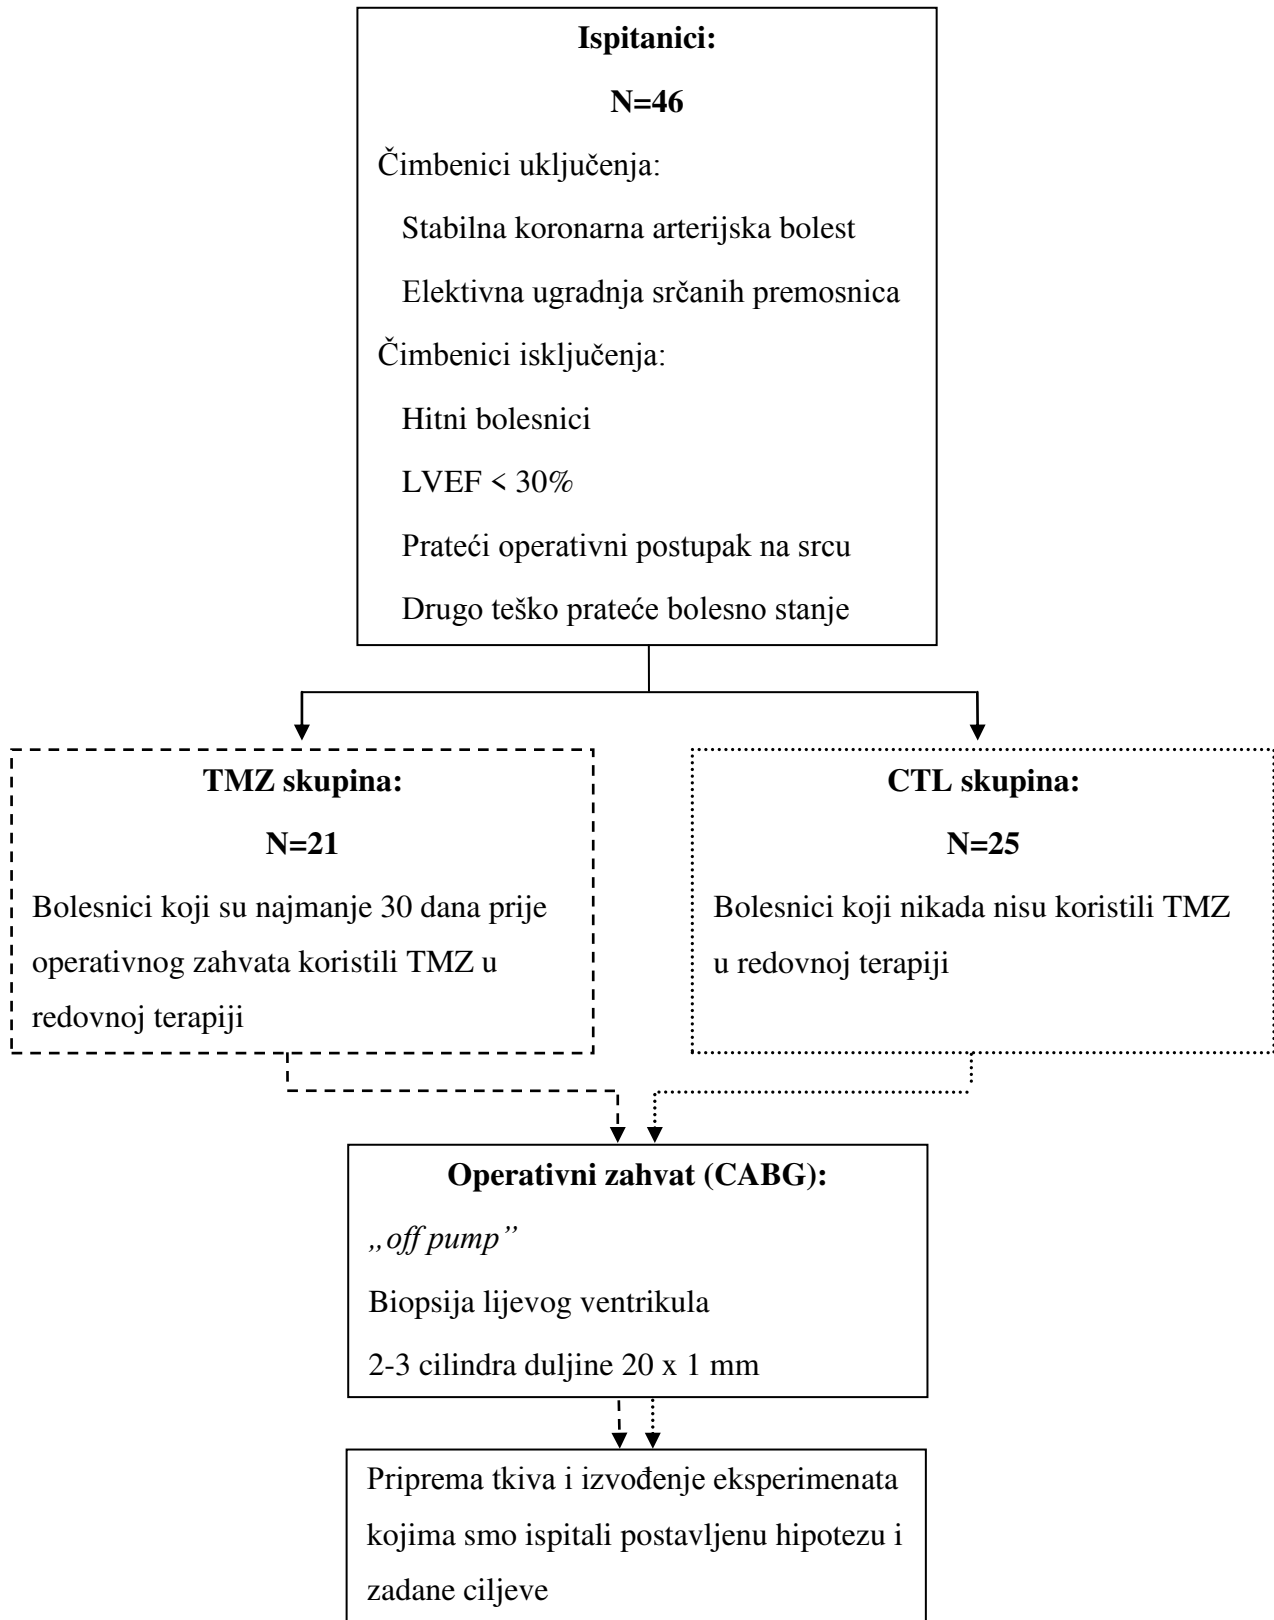 Ispitanici:
N=46
Čimbenici uključenja:
Stabilna koronarna arterijska bolest
Elektivna ugradnja srčanih premosnica
Čimbenici isključenja:
Hitni bolesnici
LVEF < 30%
Prateći operativni postupak na srcu
Drugo teško prateće bolesno stanje
TMZ skupina:
N=21
Bolesnici koji su najmanje 30 dana prije
operativnog zahvata koristili TMZ u
redovnoj terapiji
CTL skupina:
N=25
Bolesnici koji nikada nisu koristili TMZ
u redovnoj terapiji
Operativni zahvat (CABG):
„off pump”
Biopsija lijevog ventrikula
2-3 cilindra duljine 20 x 1 mm
Priprema tkiva i izvođenje eksperimenata
kojima smo ispitali postavljenu hipotezu i
zadane ciljeve